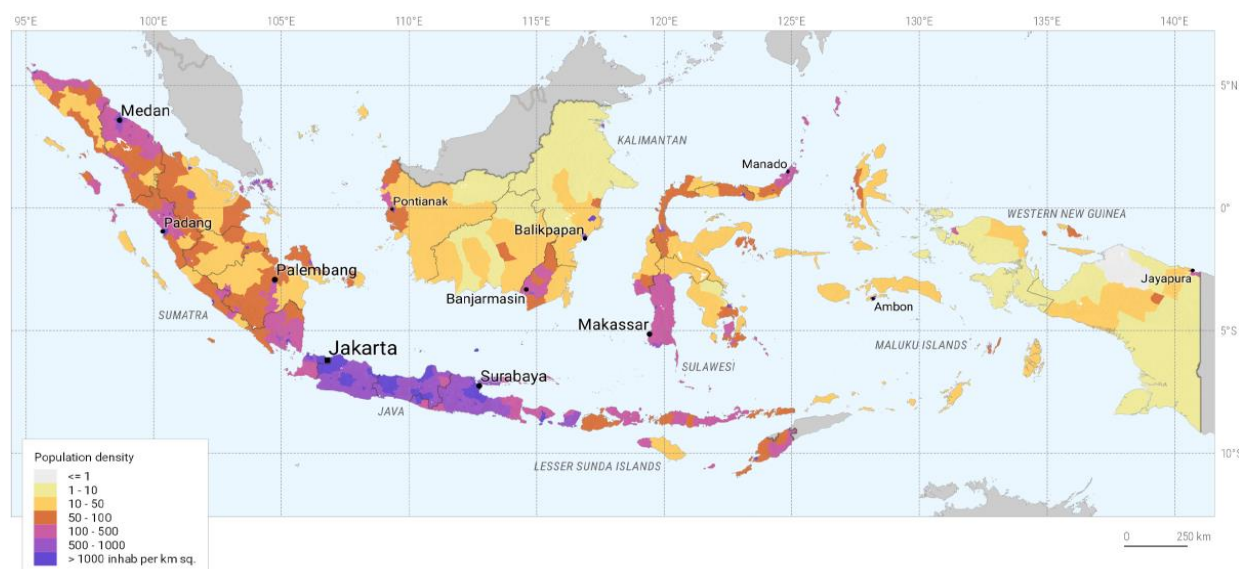 95°E 100°E 105°E 110°E 115°E 120°E 125°E 130°E 135°E 140°E
5°N
Medan
KALIMANTAN
Manado
Pontianak
0°
WESTERN NEW GUINEA
Padang
Balikpapan
Palembang
Jayapura
Banjarmasin
Ambon
SUMATRA
Makassar
5°S
MALUKU ISLANDS
Jakarta
SULAWESI
Surabaya
JAVA
LESSER SUNDA ISLANDS
10°S
Population density
<= 1
1 - 10
10 - 50
50 - 100
100 - 500
500 - 1000
> 1000 inhab per km sq.
0 250 km